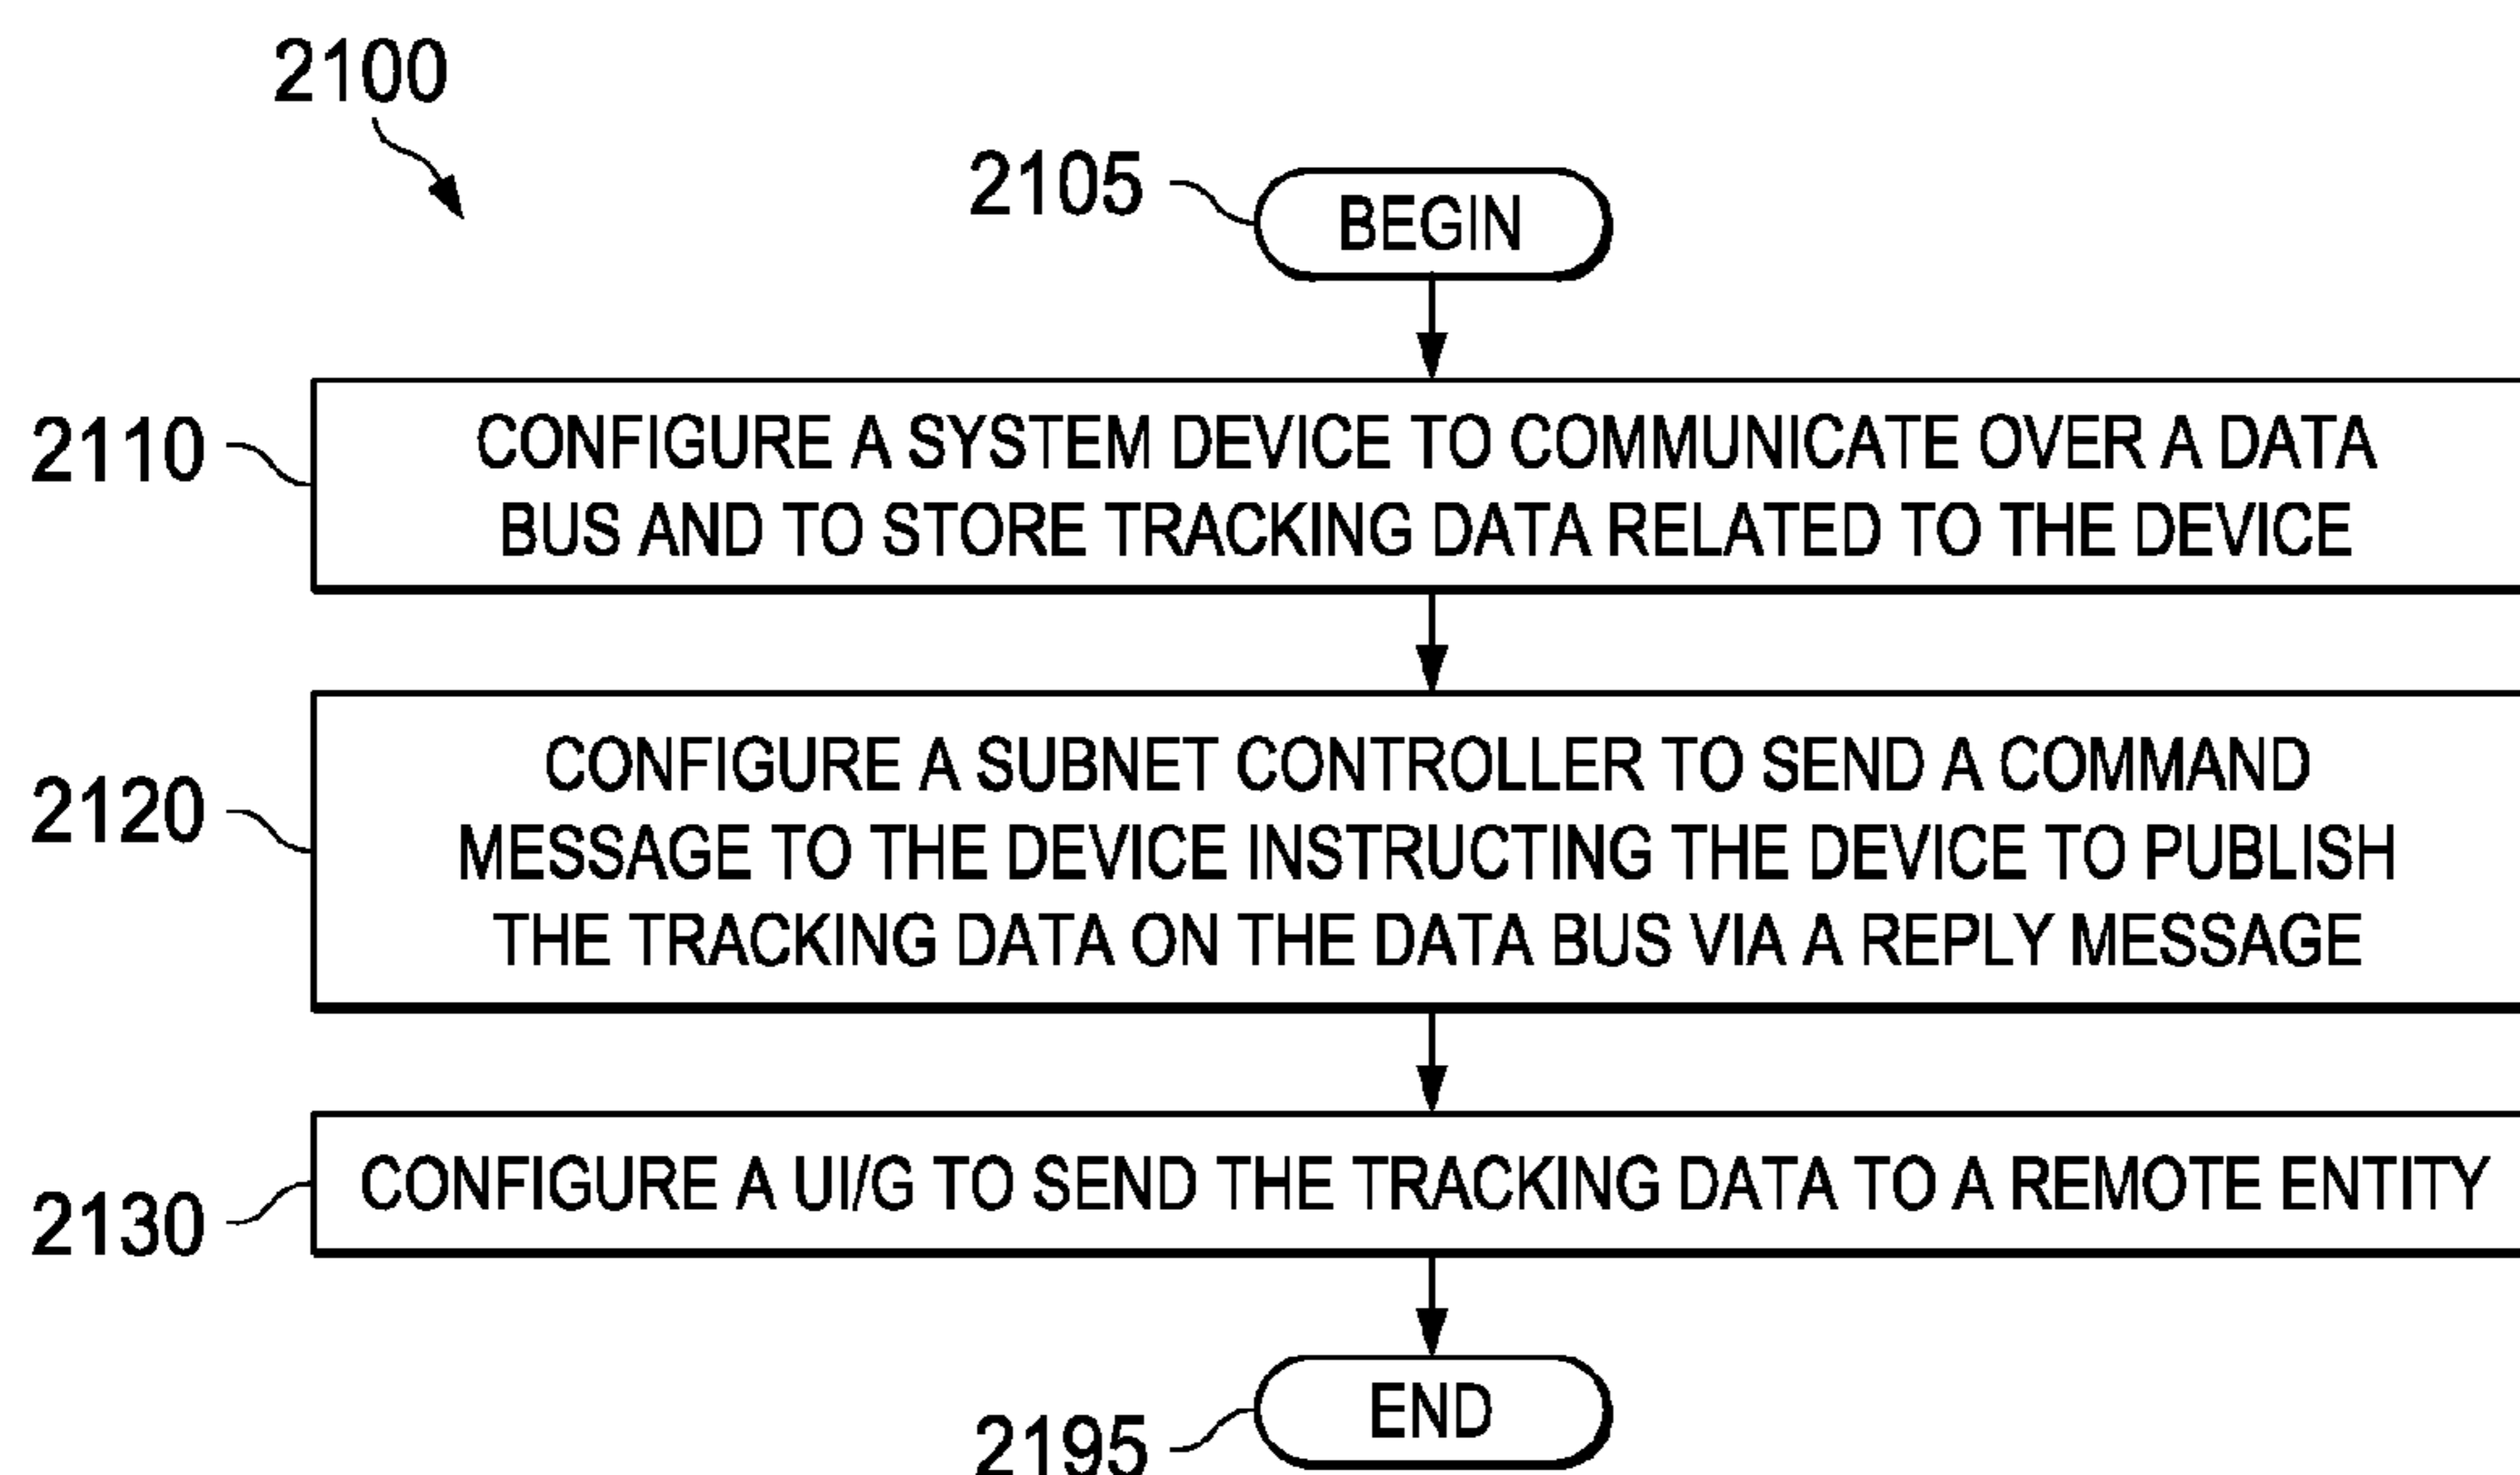 2100
2105
BEGIN
2110
CONFIGURE A SYSTEM DEVICE TO COMMUNICATE OVER A DATA
BUS AND TO STORE TRACKING DATA RELATED TO THE DEVICE
2120
CONFIGURE A SUBNET CONTROLLER TO SEND A COMMAND
MESSAGE TO THE DEVICE INSTRUCTING THE DEVICE TO PUBLISH
THE TRACKING DATA ON THE DATA BUS VIA A REPLY MESSAGE
2130
CONFIGURE A UI/G TO SEND THE TRACKING DATA TO A REMOTE ENTITY
2195
END